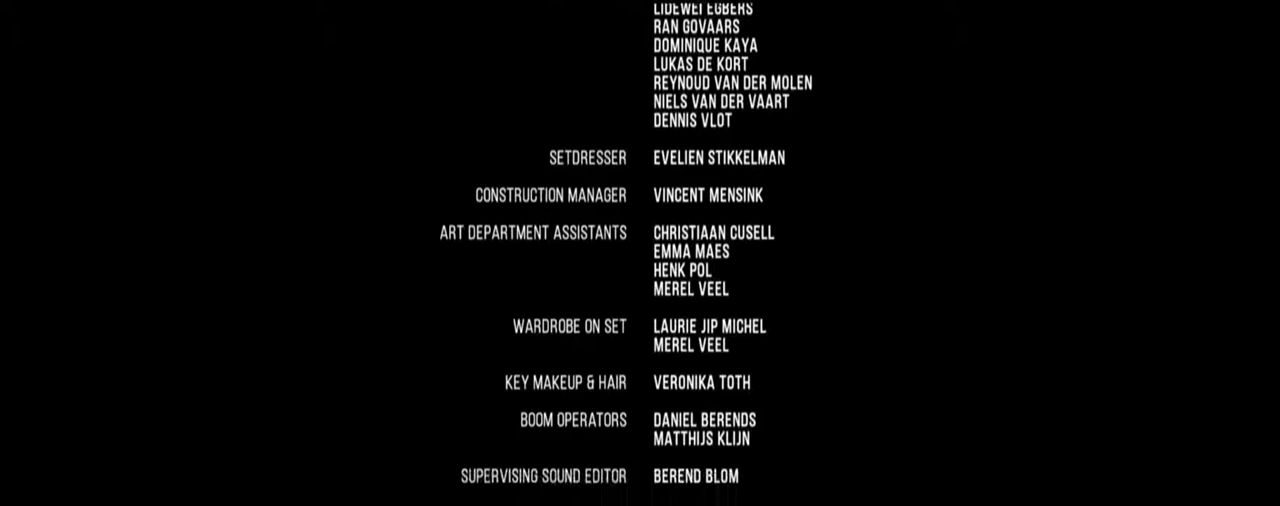 LIDEWEI EGBERS
RAN GOVAARS
DOMINIQUE KAYA
LUKAS DE KORT
REYNOUD VAN DER MOLEN
NIELS VAN DER VAART
DENNIS VLOT
SETDRESSER EVELIEN STIKKELMAN
CONSTRUCTION MANAGER VINCENT MENSINK
ART DEPARTMENT ASSISTANTS CHRISTIAAN CUSELL
EMMA MAES
HENK POL
MEREL VEEL
WARDROBE ON SET LAURIE JIP MICHEL
MEREL VEEL
KEY MAKEUP & HAIR VERONIKA TOTH
BOOM OPERATORS DANIEL BERENDS
MATTHIJS KLIJN
SUPERVISING SOUND EDITOR BEREND BLOM